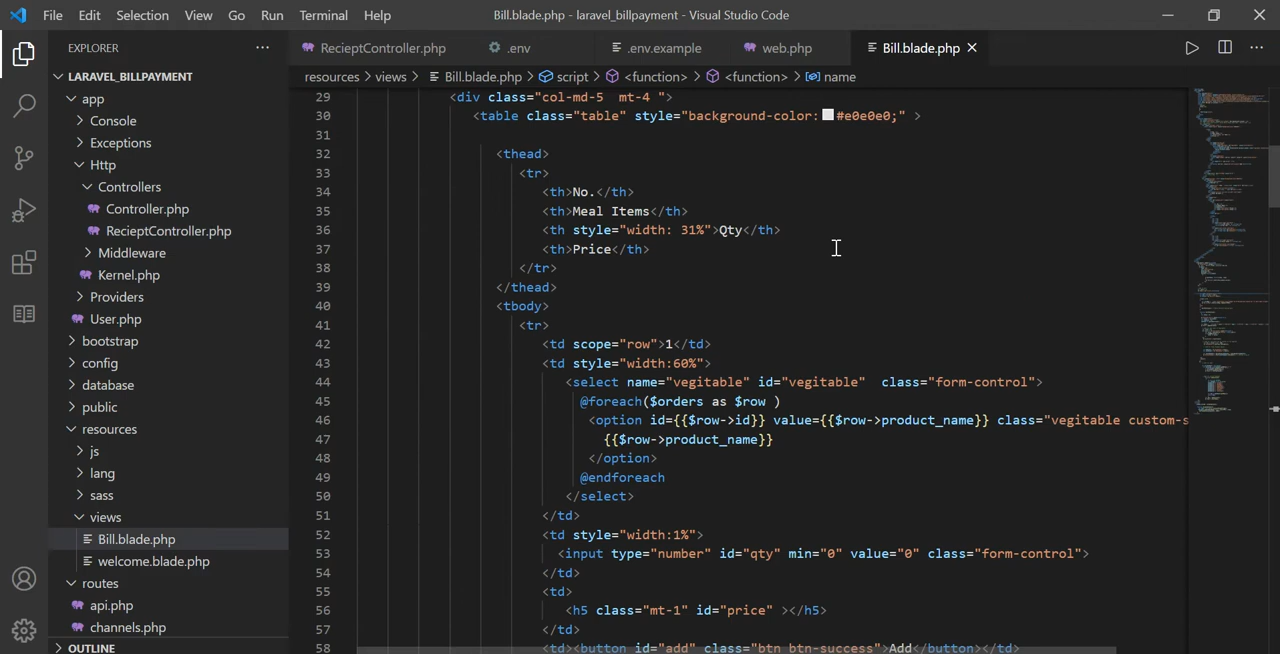 File Edit Selection View Go Run Terminal Help Bill.blade.php - laravel_billpayment - Visual Studio Code
EXPLORER
RecieptController.php .env .env.example web.php Bill.blade.php
resources > views > Bill.blade.php > script > <function> > <function> > name
LARAVEL_BILLPAYMENT
app
Console
Exceptions
Http
Controllers
Controller.php
RecieptController.php
Middleware
Kernel.php
Providers
User.php
bootstrap
config
database
public
resources
js
lang
sass
views
Bill.blade.php
welcome.blade.php
routes
api.php
channels.php
OUTLINE
29 <div class="col-md-5  mt-4 ">
30 <table class="table" style="background-color:#e0e0e0;" >
31
32 <thead>
33 <tr>
34 <th>No.</th>
35 <th>Meal Items</th>
36 <th style="width: 31%">Qty</th>
37 <th>Price</th>
38 </tr>
39 </thead>
40 <tbody>
41 <tr>
42 <td scope="row">1</td>
43 <td style="width:60%">
44 <select name="vegitable" id="vegitable"  class="form-control">
45 @foreach($orders as $row )
46 <option id={{$row->id}} value={{$row->product_name}} class="vegitable custom-s
47 {{$row->product_name}}
48 </option>
49 @endforeach
50 </select>
51 </td>
52 <td style="width:1%">
53 <input type="number" id="qty" min="0" value="0" class="form-control">
54 </td>
55 <td>
56 <h5 class="mt-1" id="price" ></h5>
57 </td>
58 <td><button id="add" class="btn btn-success">Add</button></td>